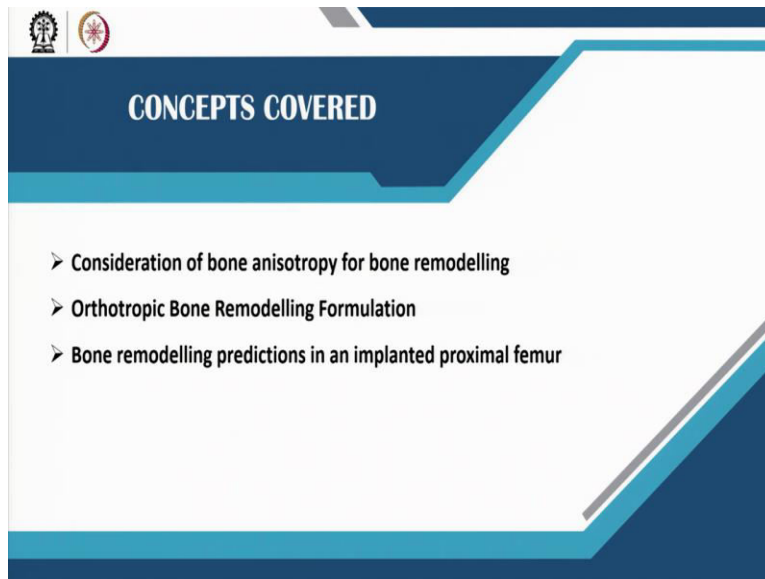 CONCEPTS COVERED
➢ Consideration of bone anisotropy for bone remodelling
➢ Orthotropic Bone Remodelling Formulation
➢ Bone remodelling predictions in an implanted proximal femur